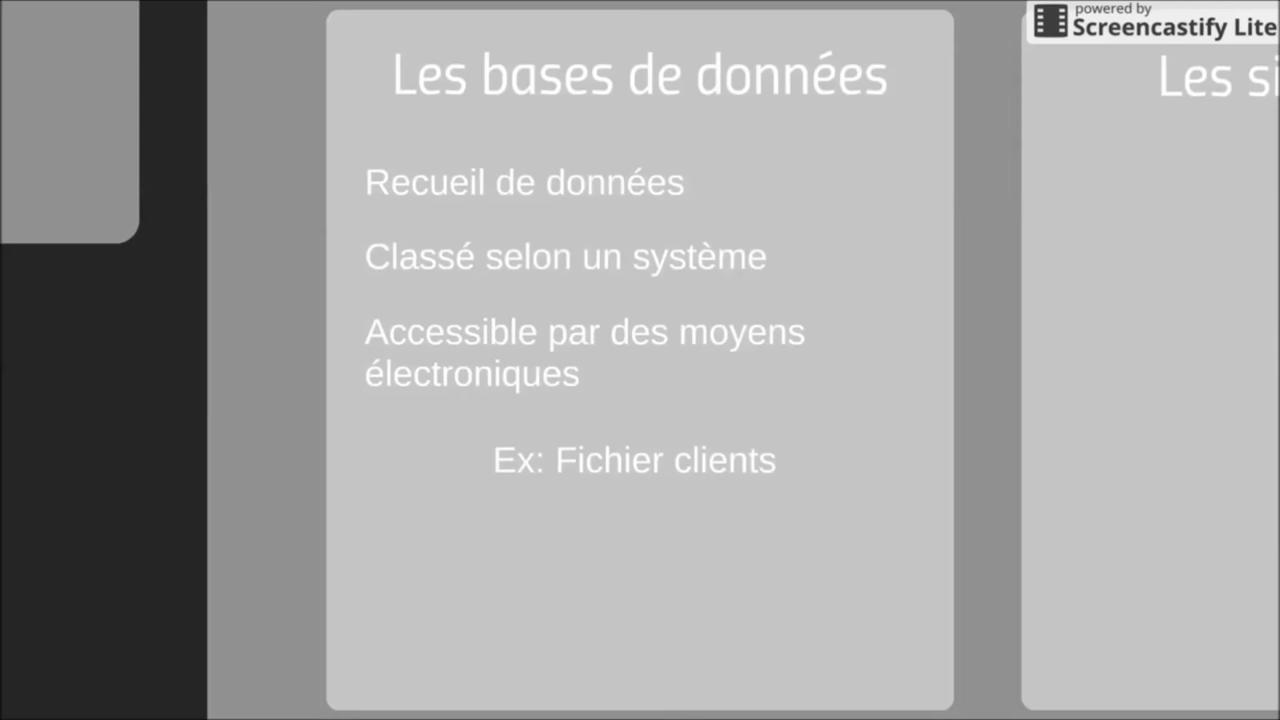 powered by
Screencastify Lite
Les bases de données
Les
Recueil de données
Classé selon un système
Accessible par des moyens
électroniques
Ex: Fichier clients